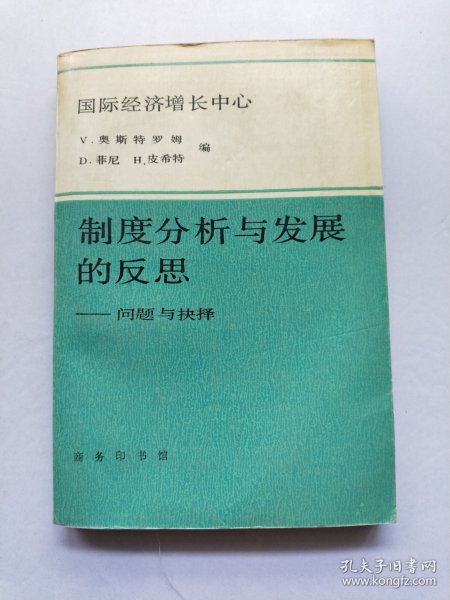 国际经济增长中心
V.奥斯特罗姆
D.菲尼 H.皮希特
编
制度分析与发展
的反思
——问题与抉择
商务印书馆
孔夫子旧书网
www.kongfz.com